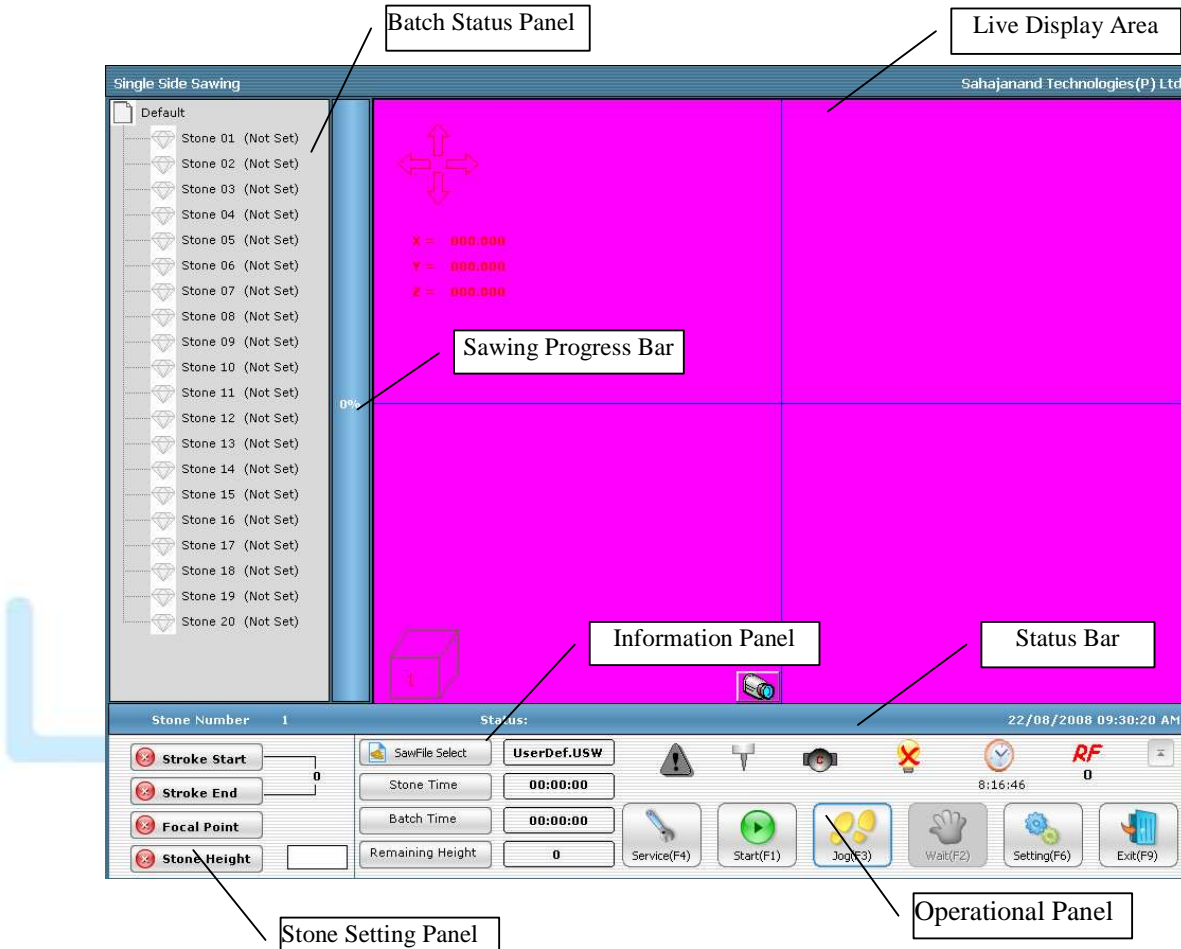 Batch Status Panel
Live Display Area
Single Side Sawing
Sahajanand Technologies(P) Ltd
Default
Stone 01 (Not Set)
Stone 02 (Not Set)
Stone 03 (Not Set)
Stone 04 (Not Set)
Stone 05 (Not Set)
Stone 06 (Not Set)
Stone 07 (Not Set)
Stone 08 (Not Set)
Stone 09 (Not Set)
Stone 10 (Not Set)
Stone 11 (Not Set)
Stone 12 (Not Set)
Stone 13 (Not Set)
Stone 14 (Not Set)
Stone 15 (Not Set)
Stone 16 (Not Set)
Stone 17 (Not Set)
Stone 18 (Not Set)
Stone 19 (Not Set)
Stone 20 (Not Set)
0%
X = 000.000
Y = 000.000
Z = 000.000
Sawing Progress Bar
1
Information Panel
Status Bar
Stone Number 1
Status:
22/08/2008 09:30:20 AM
Stroke Start
0
Stroke End
Focal Point
Stone Height
SawFile Select
UserDef.USW
Stone Time
00:00:00
Batch Time
00:00:00
Remaining Height
0
C
8:16:46
RF
0
Service(F4)
Start(F1)
Jog(F3)
Wait(F2)
Setting(F6)
Exit(F9)
Stone Setting Panel
Operational Panel